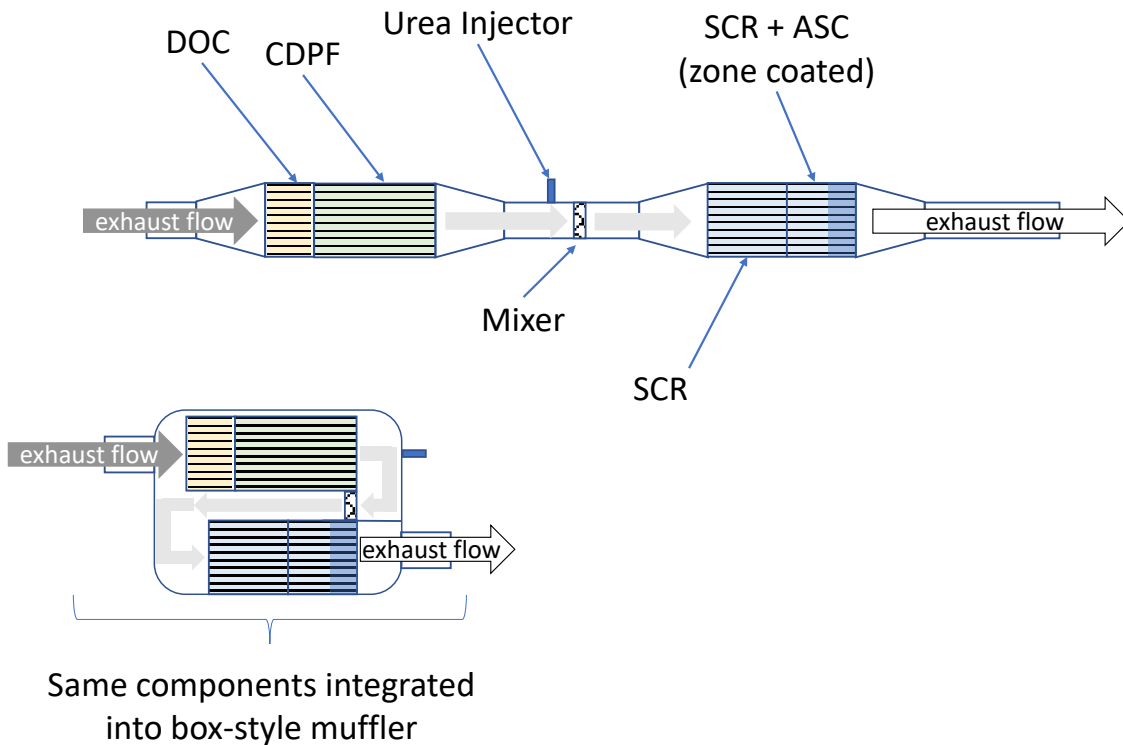 Urea Injector
SCR + ASC
(zone coated)
DOC
CDPF
exhaust flow
exhaust flow
Mixer
SCR
exhaust flow
exhaust flow
Same components integrated
into box-style muffler